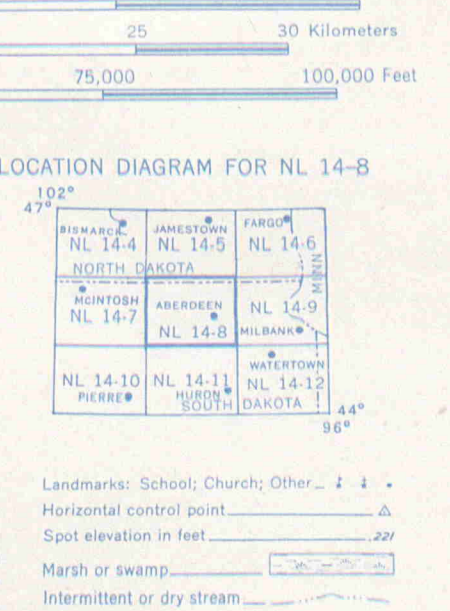 25 30 Kilometers
75,000 100,000 Feet
LOCATION DIAGRAM FOR NL 14-8
102°
47°
BISMARCK JAMESTOWN FARGO
NL 14-4 NL 14-5 NL 14-6
NORTH DAKOTA
MINN
McINTOSH ABERDEEN NL 14-9
NL 14-7 NL 14-8 MILBANK
WATERTOWN
NL 14-10 NL 14-11 NL 14-12
PIERRE HURON
SOUTH DAKOTA
44°
96°
Landmarks: School; Church; Other
Horizontal control point
Spot elevation in feet .221
Marsh or swamp
Intermittent or dry stream